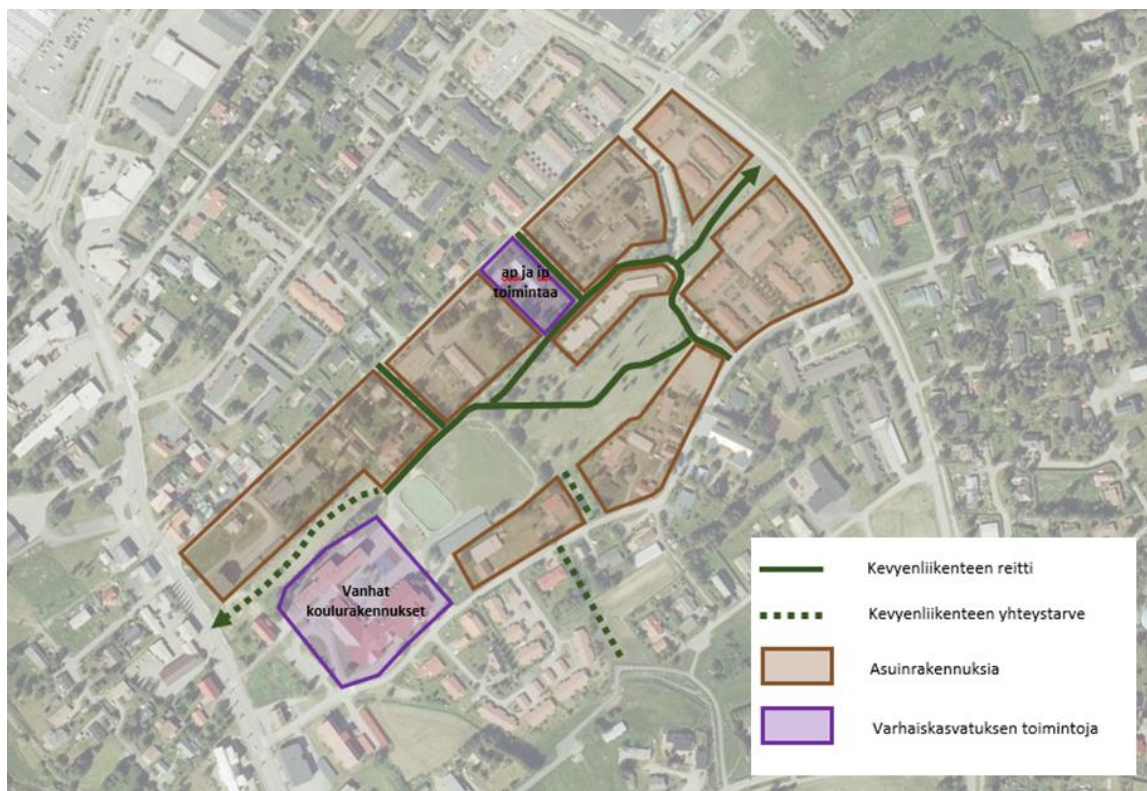 ap ja ip
toimintaa
Vanhat
koulurakennukset
Kevyenliikenteen reitti
Kevyenliikenteen yhteystarve
Asuinrakennuksia
Varhaiskasvatuksen toimintoja